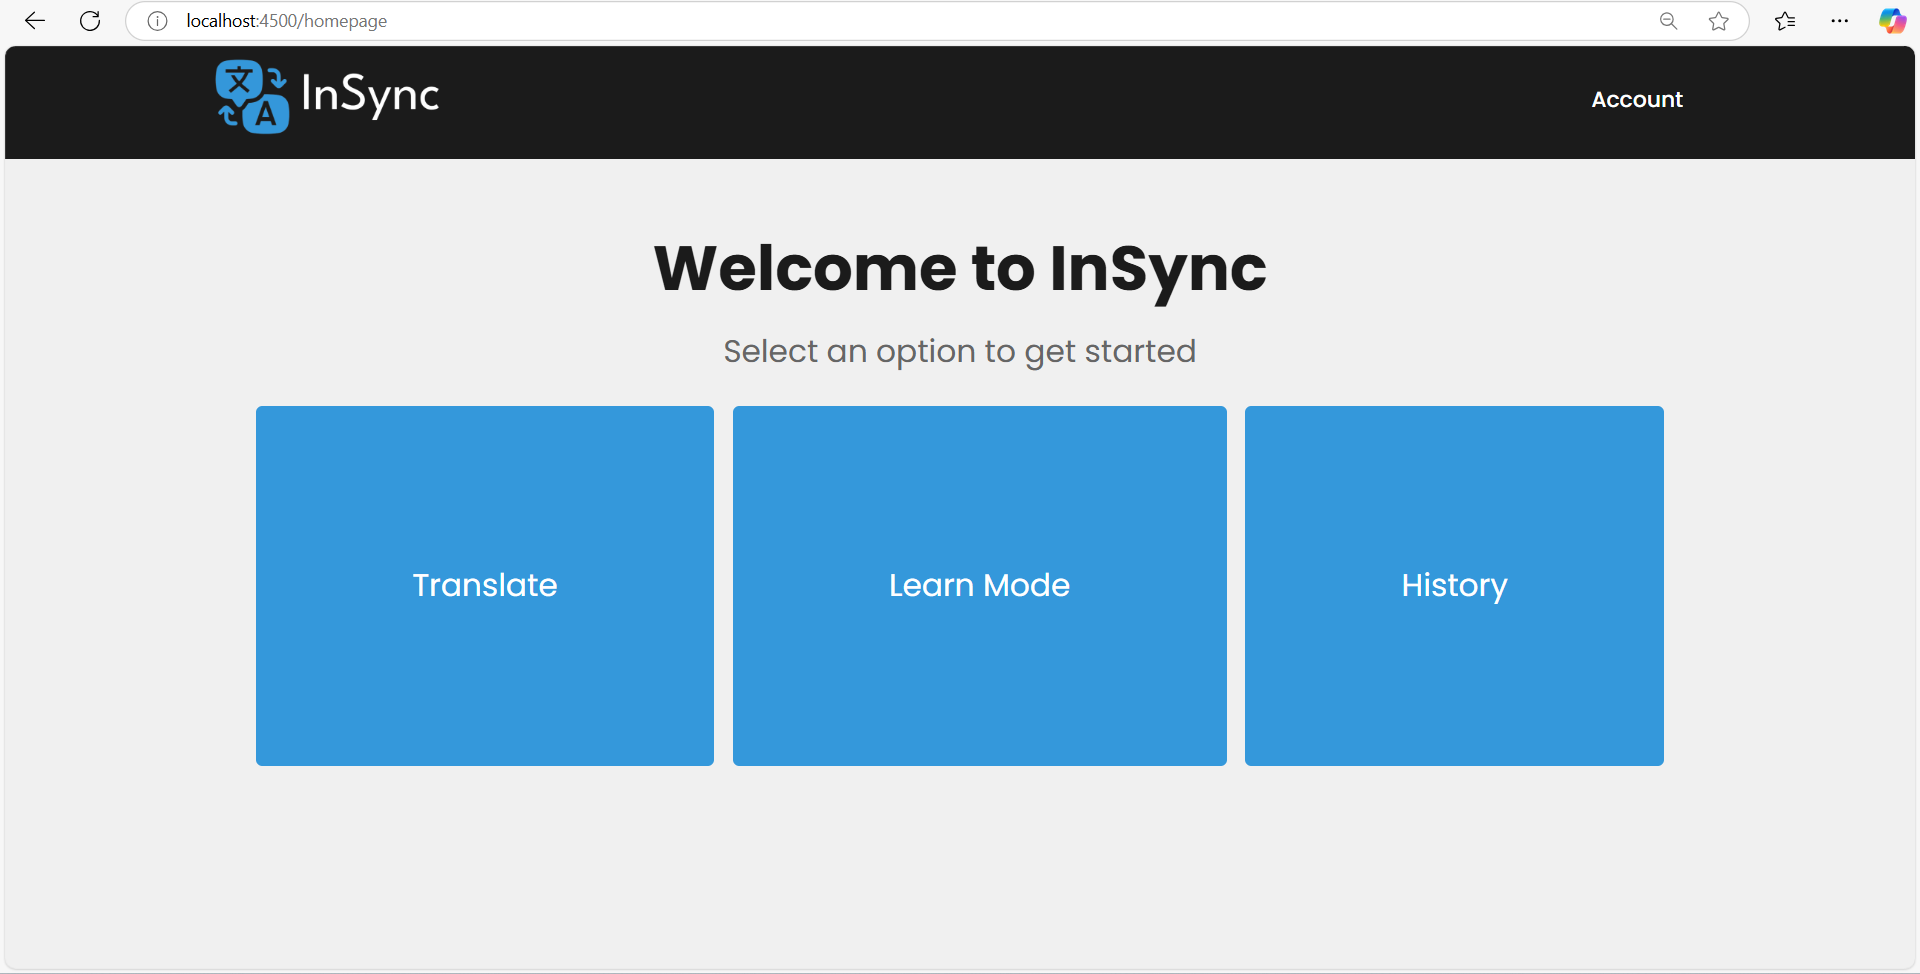 localhost:4500/homepage
文
A
InSync
Account
Welcome to InSync
Select an option to get started
Translate
Learn Mode
History